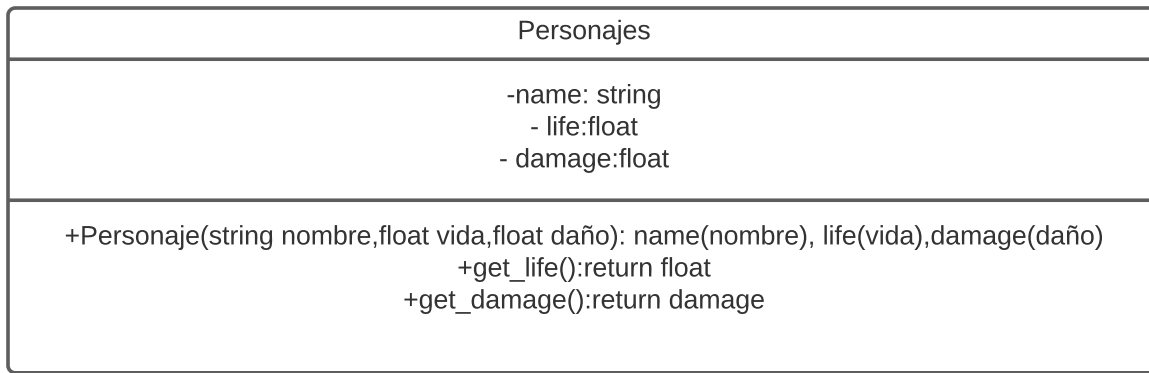 Personajes
-name: string
- life:float
- damage:float
+Personaje(string nombre,float vida,float daño): name(nombre), life(vida),damage(daño)
+get_life():return float
+get_damage():return damage